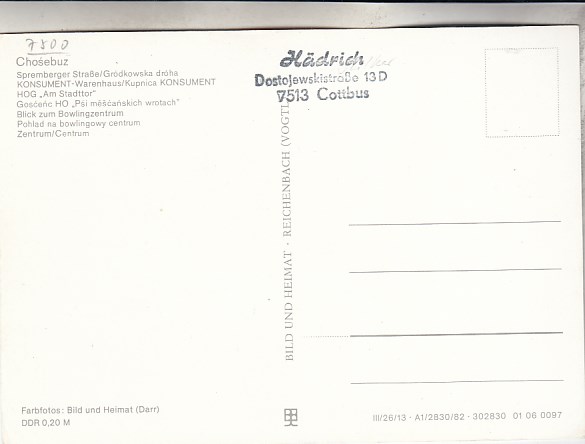 7500
Chośebuz
Spremberger Straße/Gródkowska dróha
KONSUMENT-Warenhaus/Kupnica KONSUMENT
HOG „Am Stadttor"
Gosćeńc HO „Pśi měšćańskich wrotach"
Blick zum Bowlingzentrum
Pohlad na bowlingowy centrum
Zentrum/Centrum
Hädrich
Dostojewskistraße 13 D
7513 Cottbus
BILD UND HEIMAT · REICHENBACH (VOGTL
Farbfotos: Bild und Heimat (Darr)
DDR 0,20 M
III/26/13 · A1/2830/82 · 302830 01 06 0097